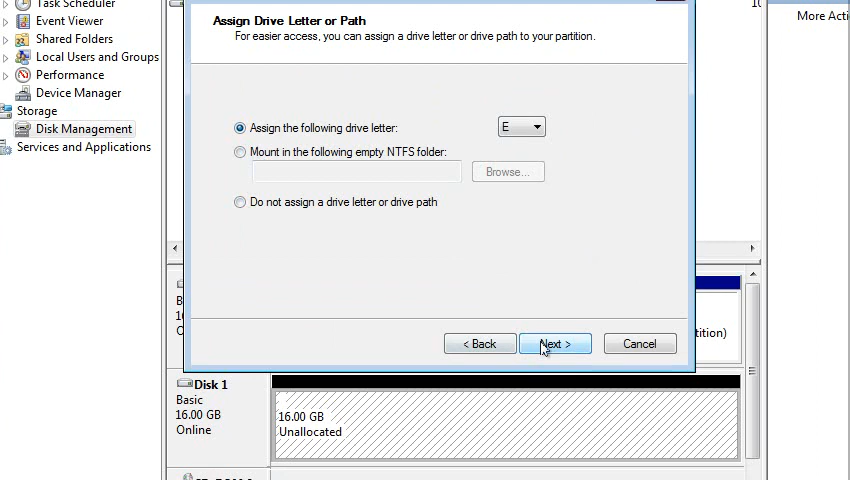 Task Scheduler
Event Viewer
Shared Folders
Local Users and Groups
Performance
Device Manager
Storage
Disk Management
Services and Applications
Assign Drive Letter or Path
For easier access, you can assign a drive letter or drive path to your partition.
Assign the following drive letter:
E
Mount in the following empty NTFS folder:
Browse...
Do not assign a drive letter or drive path
< Back
Next >
Cancel
10
More Acti
B
16
O
tition)
Disk 1
Basic
16.00 GB
Online
16.00 GB
Unallocated